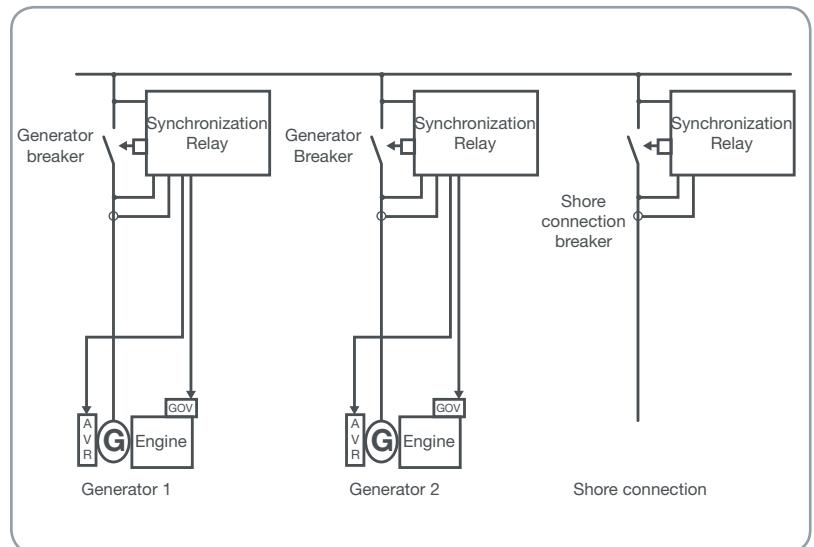 Generator
breaker
Synchronization
Relay
Generator
Breaker
Synchronization
Relay
Shore
connection
breaker
Synchronization
Relay
A
V
R
G
GOV
Engine
Generator 1
A
V
R
G
GOV
Engine
Generator 2
Shore connection